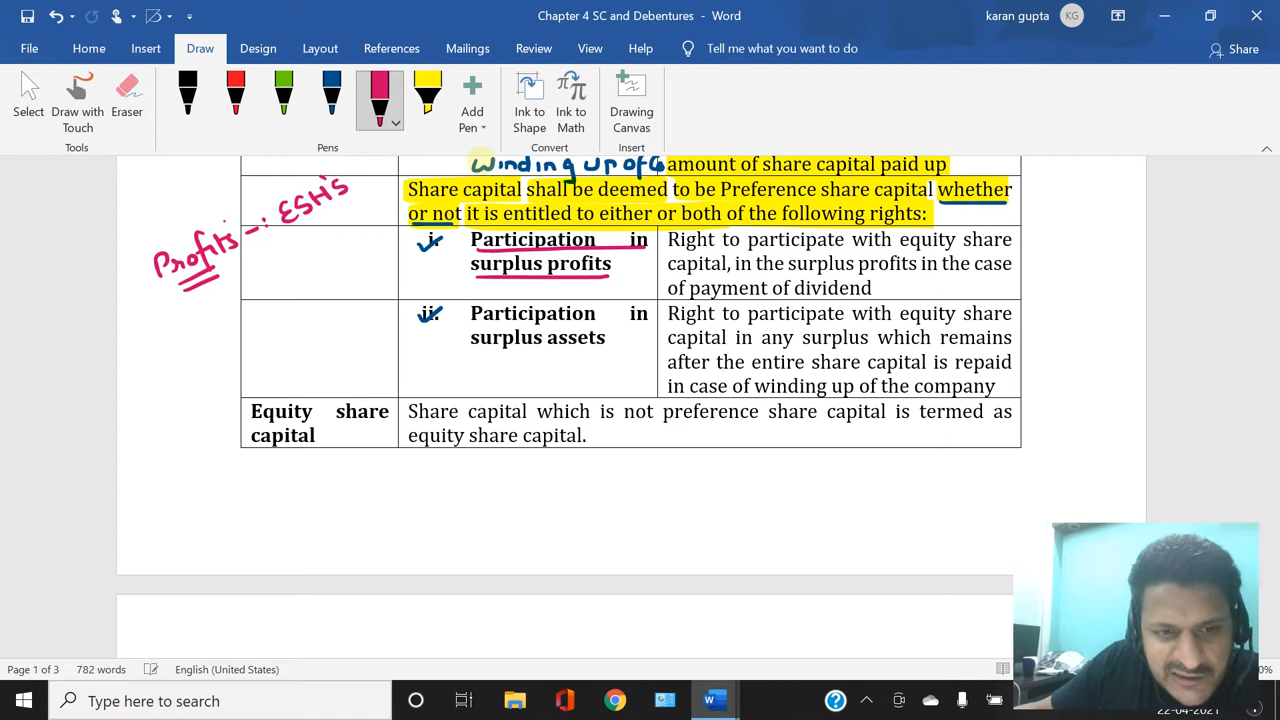 Chapter 4 SC and Debentures - Word
karan gupta
KG
File
Home
Insert
Draw
Design
Layout
References
Mailings
Review
View
Help
Tell me what you want to do
Share
Select
Draw with Touch
Eraser
Add Pen
Ink to Shape
Ink to Math
Drawing Canvas
Tools
Pens
Convert
Insert
Winding up of
amount of share capital paid up
Share capital shall be deemed to be Preference share capital whether
or not it is entitled to either or both of the following rights:
Profits -: ESH's
i.
Participation in
surplus profits
Right to participate with equity share
capital, in the surplus profits in the case
of payment of dividend
ii.
Participation in
surplus assets
Right to participate with equity share
capital in any surplus which remains
after the entire share capital is repaid
in case of winding up of the company
Equity share
capital
Share capital which is not preference share capital is termed as
equity share capital.
Page 1 of 3
782 words
English (United States)
0%
Type here to search
22-04-2021